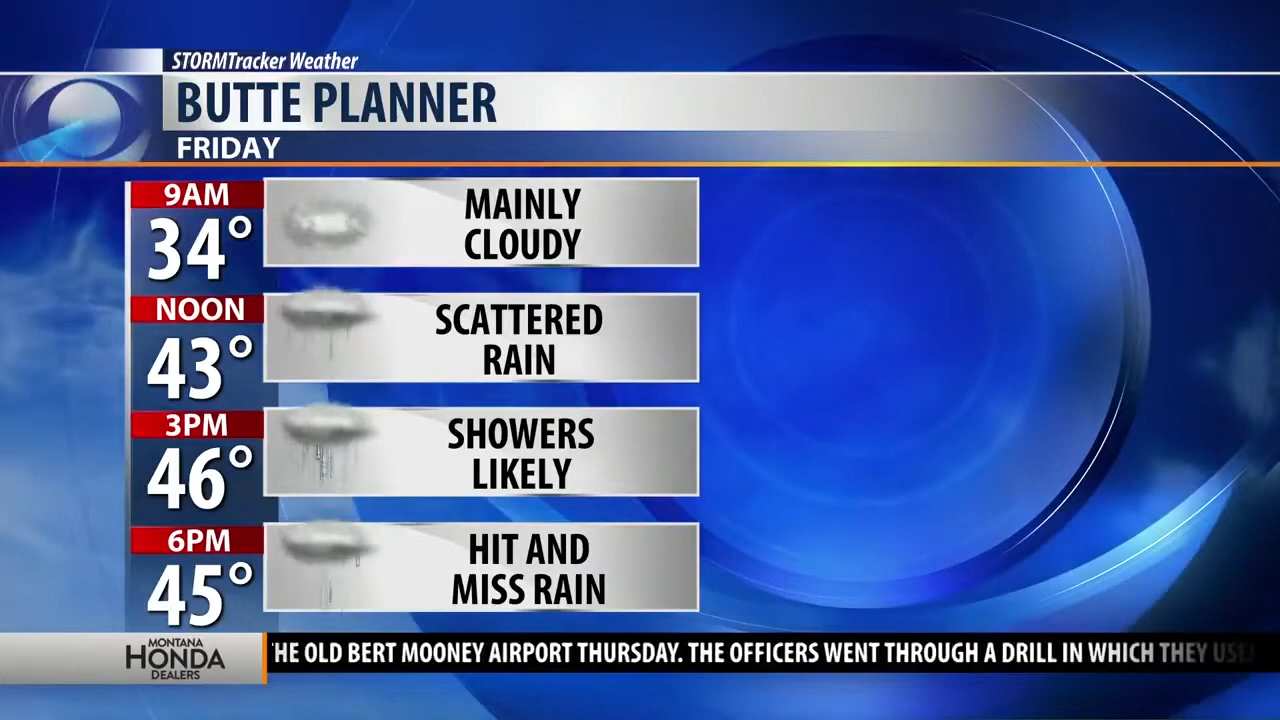 STORMTracker Weather
BUTTE PLANNER
FRIDAY
9AM
34°
MAINLY
CLOUDY
NOON
43°
SCATTERED
RAIN
3PM
46°
SHOWERS
LIKELY
6PM
45°
HIT AND
MISS RAIN
MONTANA
HONDA
DEALERS
HE OLD BERT MOONEY AIRPORT THURSDAY. THE OFFICERS WENT THROUGH A DRILL IN WHICH THEY USE